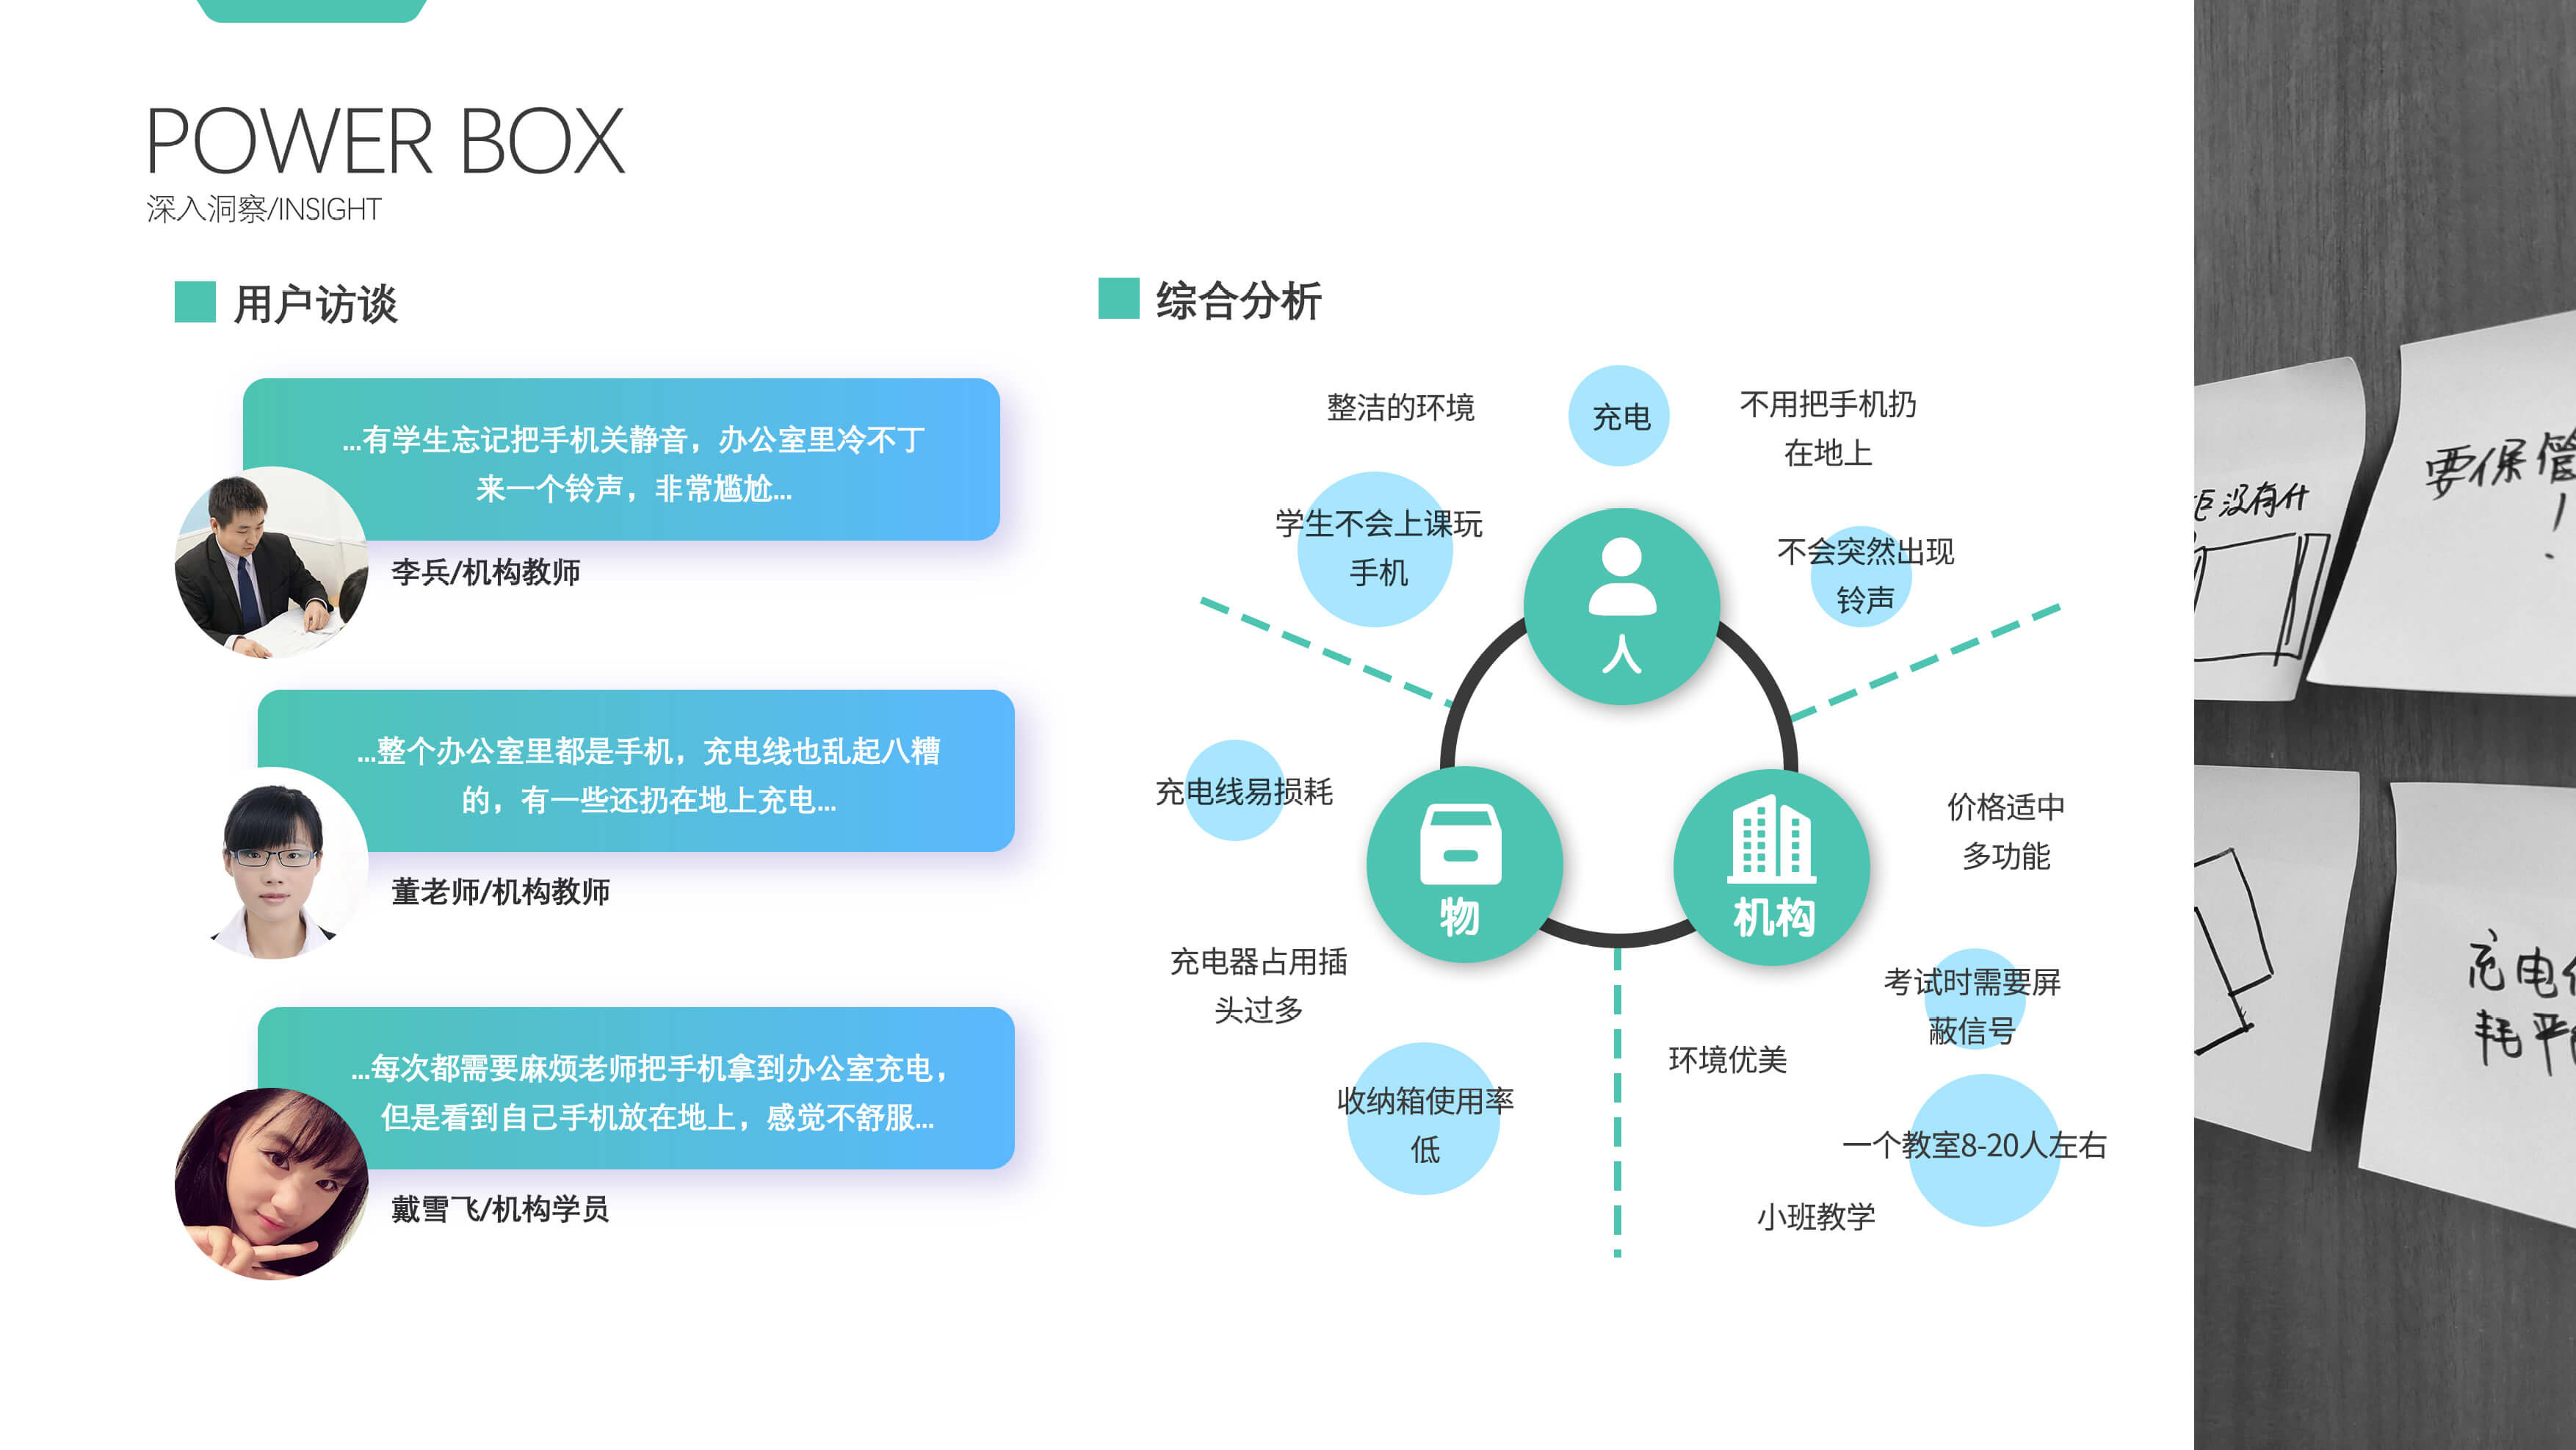 POWER BOX
深入洞察/INSIGHT
用户访谈
...有学生忘记把手机关静音，办公室里冷不丁
来一个铃声，非常尴尬...
李兵/机构教师
...整个办公室里都是手机，充电线也乱起八糟
的，有一些还扔在地上充电...
董老师/机构教师
...每次都需要麻烦老师把手机拿到办公室充电，
但是看到自己手机放在地上，感觉不舒服...
戴雪飞/机构学员
综合分析
整洁的环境
充电
不用把手机扔
在地上
学生不会上课玩
手机
不会突然出现
铃声
人
充电线易损耗
物
机构
价格适中
多功能
充电器占用插
头过多
考试时需要屏
蔽信号
环境优美
收纳箱使用率
低
一个教室8-20人左右
小班教学
没有什
要保管
!
充电
耗